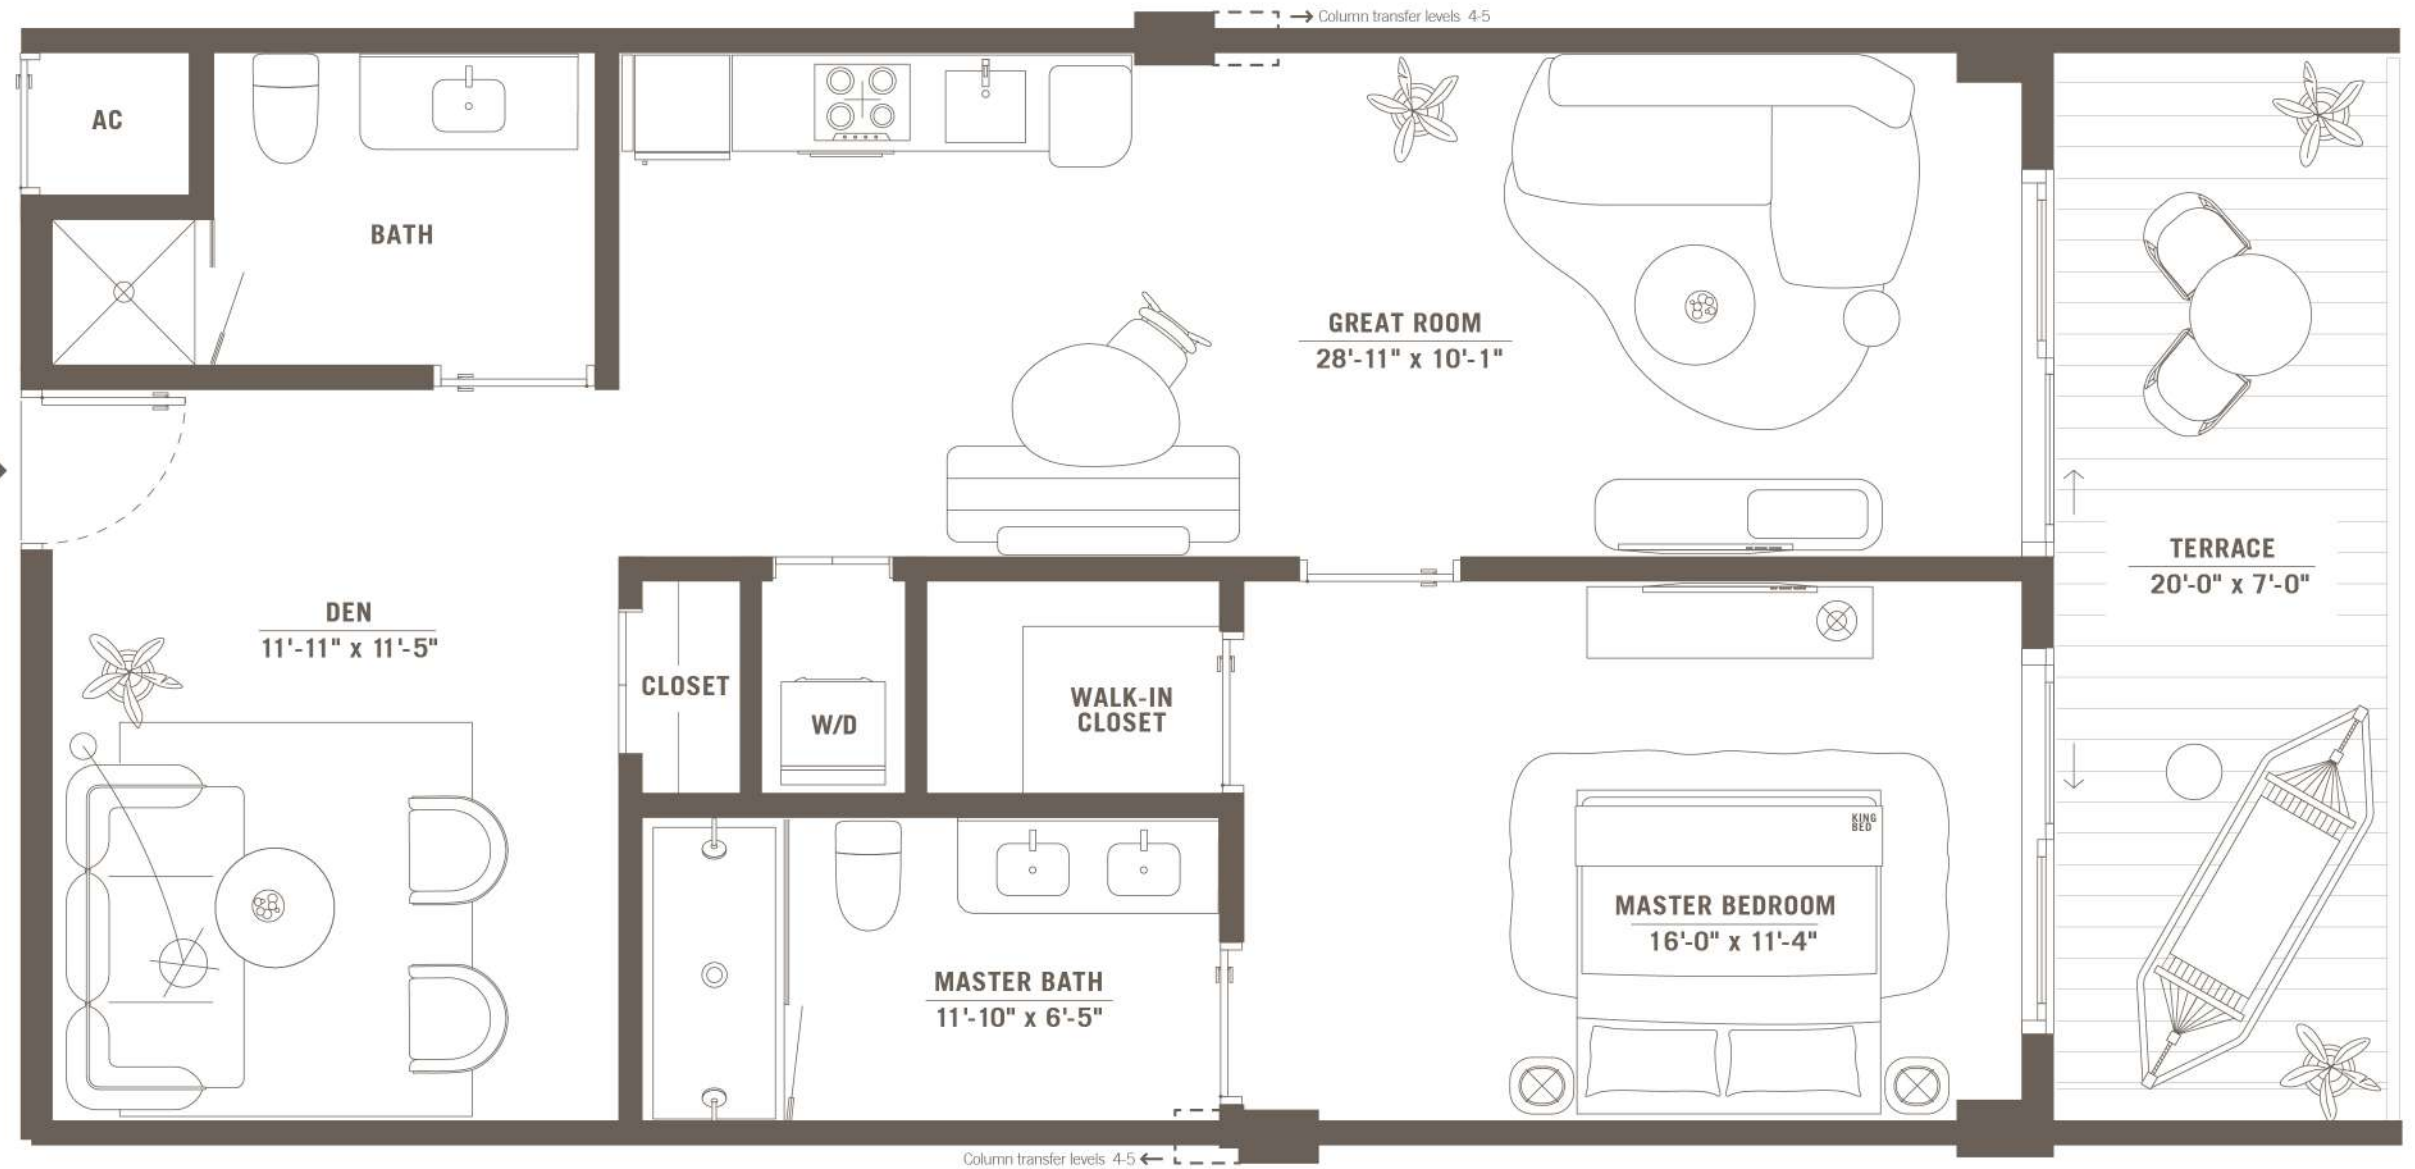 → Column transfer levels 4-5
AC
BATH
GREAT ROOM
28'-11" x 10'-1"
TERRACE
20'-0" x 7'-0"
DEN
11'-11" x 11'-5"
CLOSET
W/D
WALK-IN
CLOSET
KING
BED
MASTER BEDROOM
16'-0" x 11'-4"
MASTER BATH
11'-10" x 6'-5"
Column transfer levels 4-5 ←